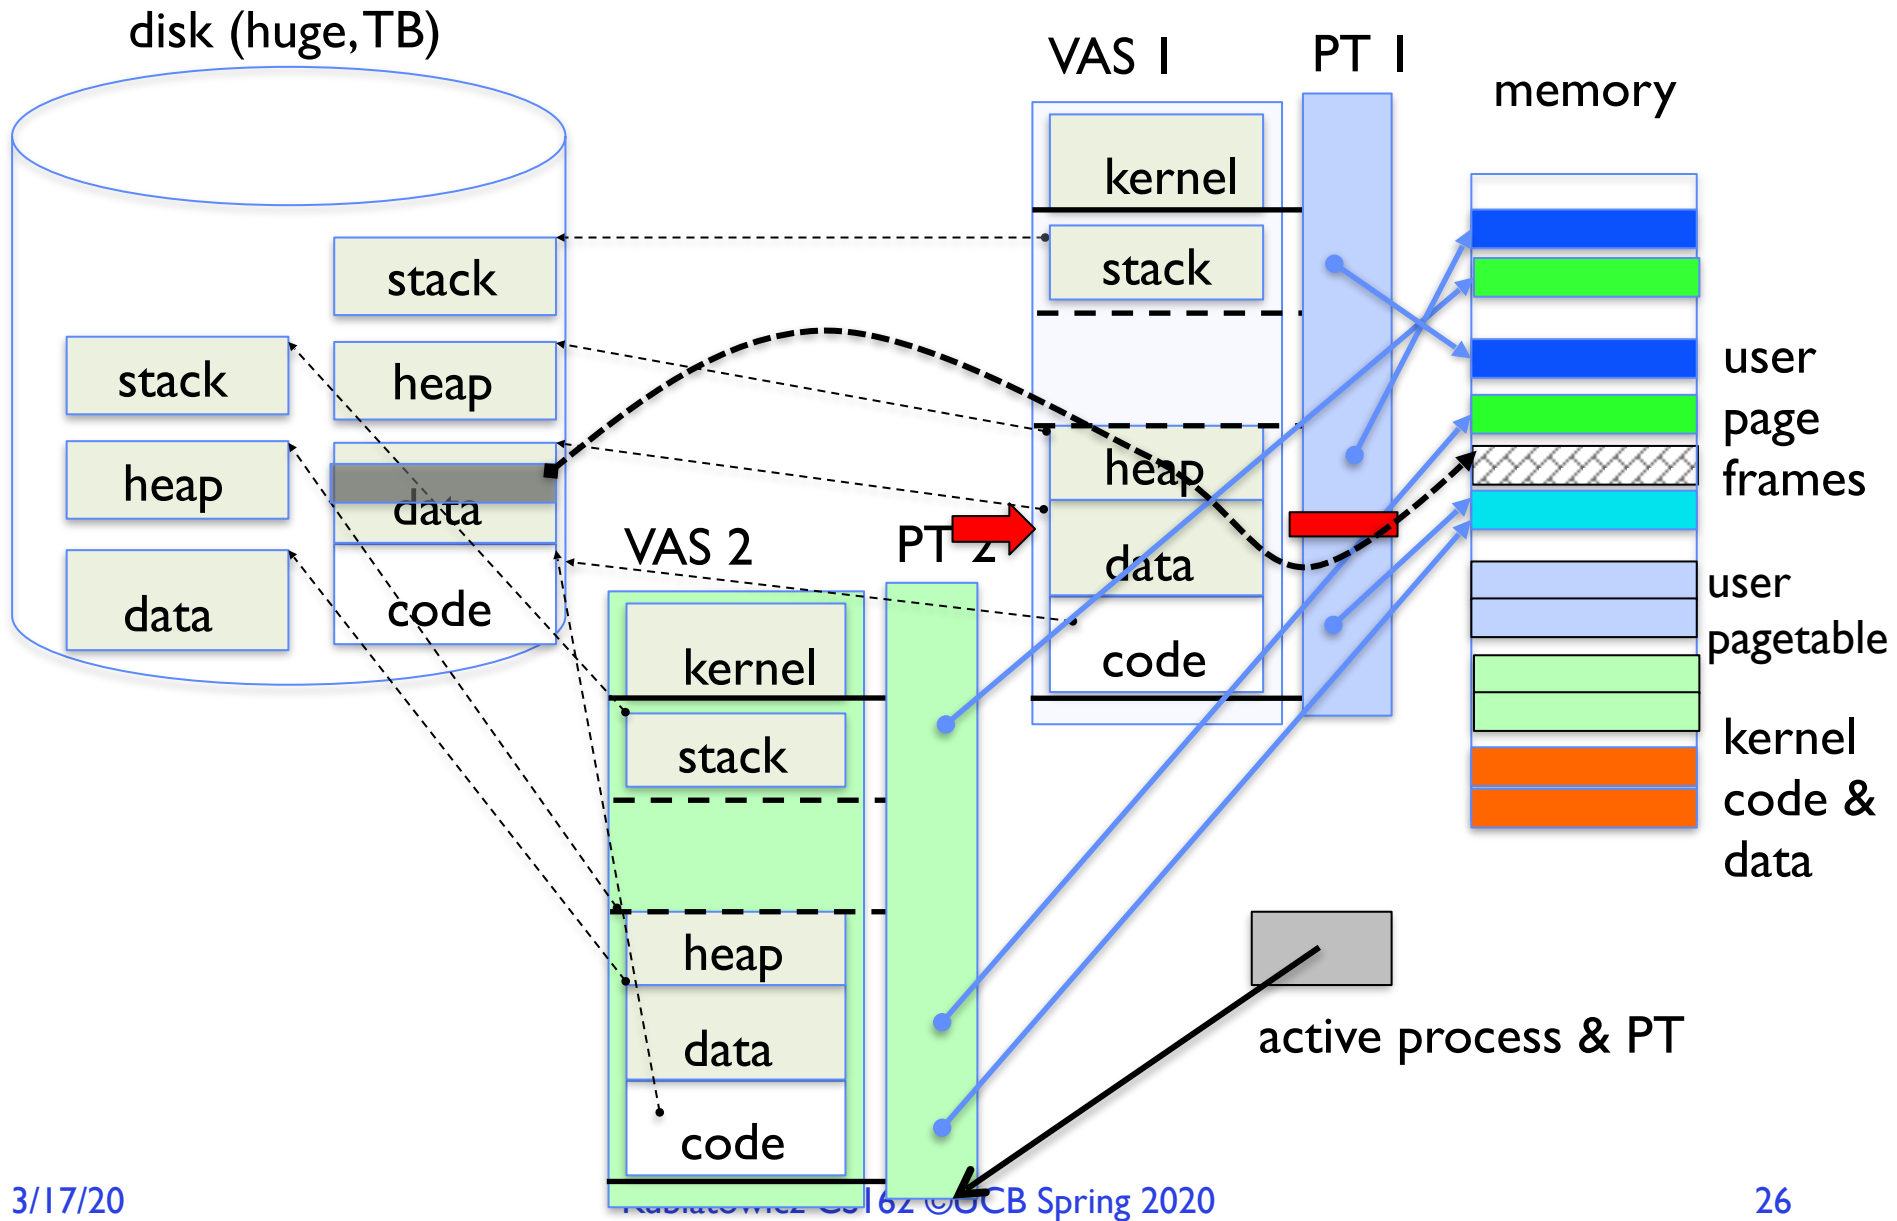 disk (huge, TB)
VAS 1
PT 1
memory
kernel
stack
stack
stack
heap
heap
heap
data
data
data
code
code
VAS 2
PT 2
user
page
frames
user
pagetable
kernel
code &
data
kernel
stack
heap
data
code
active process & PT
3/17/20
CS162 ©UCB Spring 2020
26